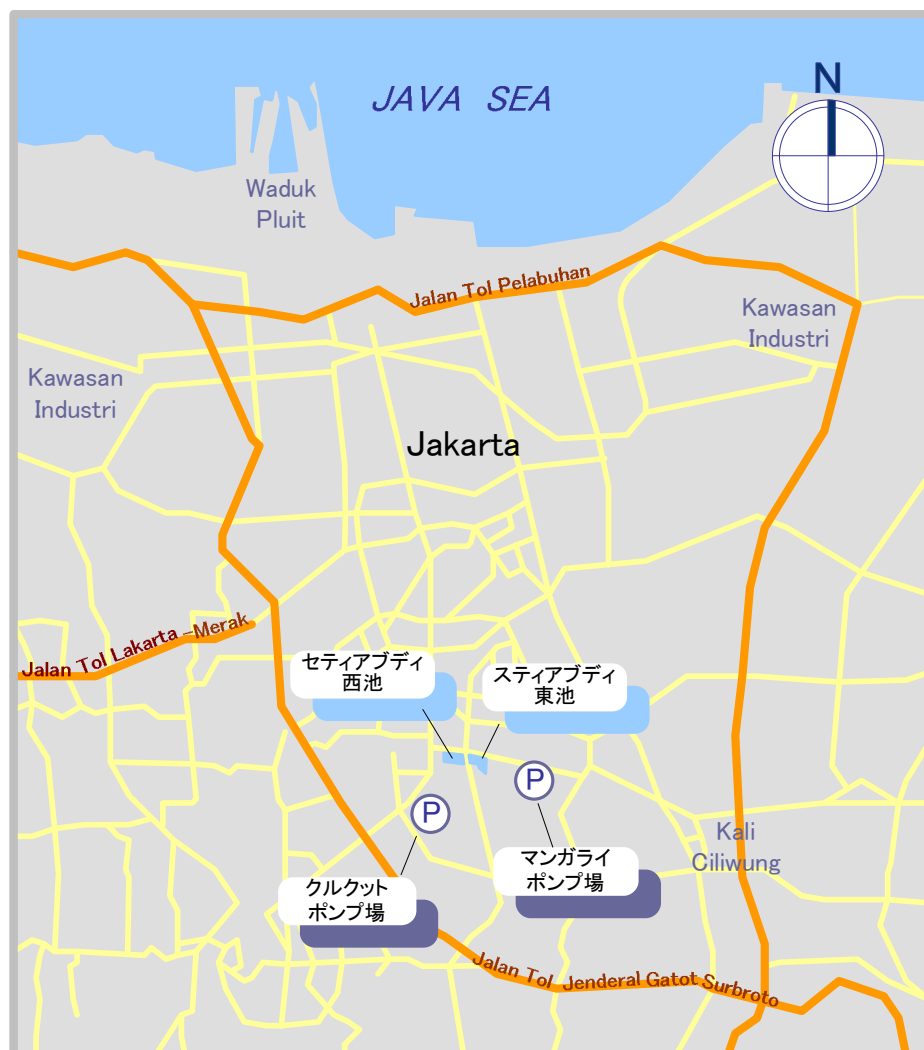 JAVA SEA
N
Waduk
Pluit
Jalan Tol Pelabuhan
Kawasan
Industri
Kawasan
Industri
Jakarta
Jalan Tol Lakarta -Merak
セティアブディ
西池
スティアブディ
東池
P
P
Kali
Ciliwung
マンガライ
ポンプ場
クルクット
ポンプ場
Jalan Tol Jenderal Gatot Surbroto